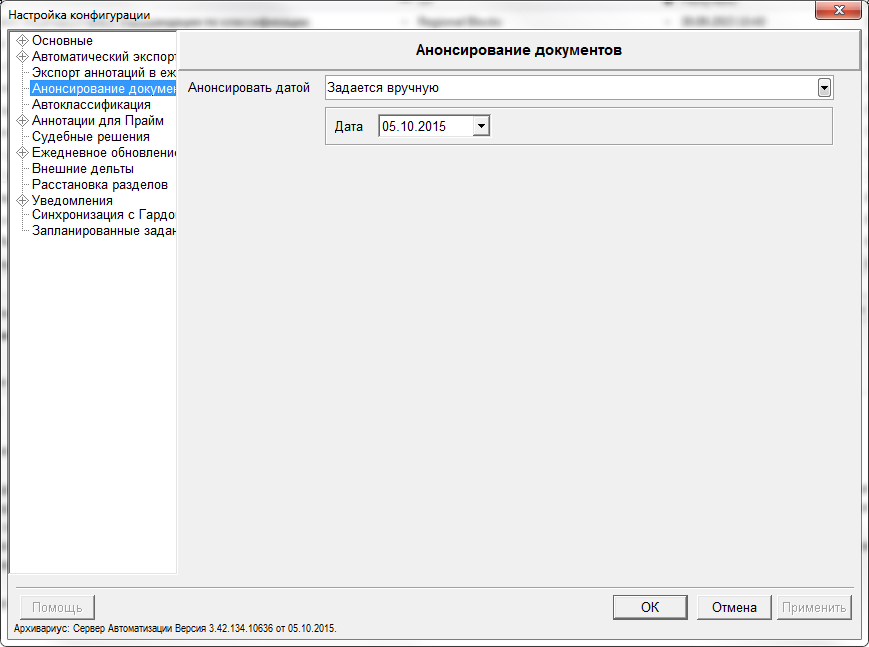 Настройка конфигурации
Основные
Автоматический экспорт
Экспорт аннотаций в еж
Анонсирование докумен
Автоклассификация
Аннотации для Прайм
Судебные решения
Ежедневное обновление
Внешние дельты
Расстановка разделов
Уведомления
Синхронизация с Гардо
Запланированные задан
Анонсирование документов
Анонсировать датой
Задается вручную
Дата
05.10.2015
Помощь
OK
Отмена
Применить
Архивариус: Сервер Автоматизации Версия 3.42.134.10636 от 05.10.2015.